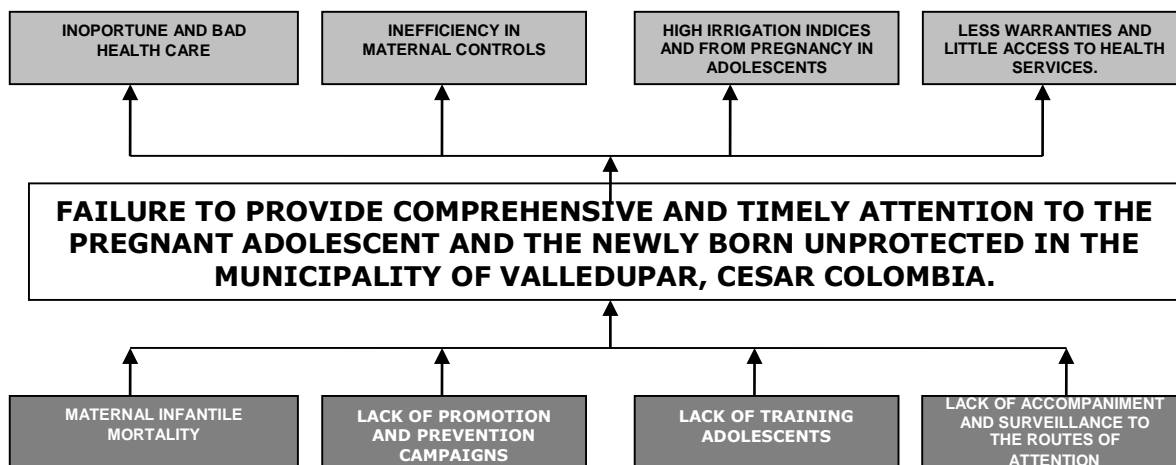 INOPORTUNE AND BAD
HEALTH CARE
INEFFICIENCY IN
MATERNAL CONTROLS
HIGH IRRIGATION INDICES
AND FROM PREGNANCY IN
ADOLESCENTS
LESS WARRANTIES AND
LITTLE ACCESS TO HEALTH
SERVICES.
FAILURE TO PROVIDE COMPREHENSIVE AND TIMELY ATTENTION TO THE
PREGNANT ADOLESCENT AND THE NEWLY BORN UNPROTECTED IN THE
MUNICIPALITY OF VALLEDUPAR, CESAR COLOMBIA.
MATERNAL INFANTILE
MORTALITY
LACK OF PROMOTION
AND PREVENTION
CAMPAIGNS
LACK OF TRAINING
ADOLESCENTS
LACK OF ACCOMPANIMENT
AND SURVEILLANCE TO
THE ROUTES OF
ATTENTION